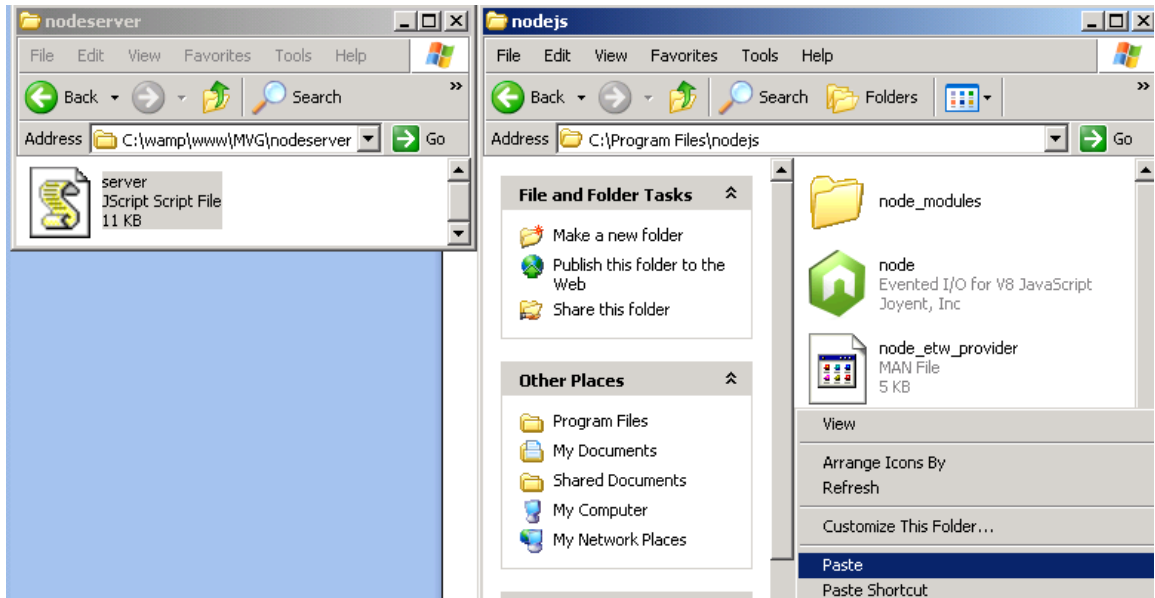 nodeserver
File Edit View Favorites Tools Help
Back Search »
Address C:\wamp\www\MVG\nodeserver Go
server
JScript Script File
11 KB
nodejs
File Edit View Favorites Tools Help
Back Search Folders »
Address C:\Program Files\nodejs Go
File and Folder Tasks
Make a new folder
Publish this folder to the
Web
Share this folder
Other Places
Program Files
My Documents
Shared Documents
My Computer
My Network Places
node_modules
node
Evented I/O for V8 JavaScript
Joyent, Inc
node_etw_provider
MAN File
5 KB
View
Arrange Icons By
Refresh
Customize This Folder...
Paste
Paste Shortcut